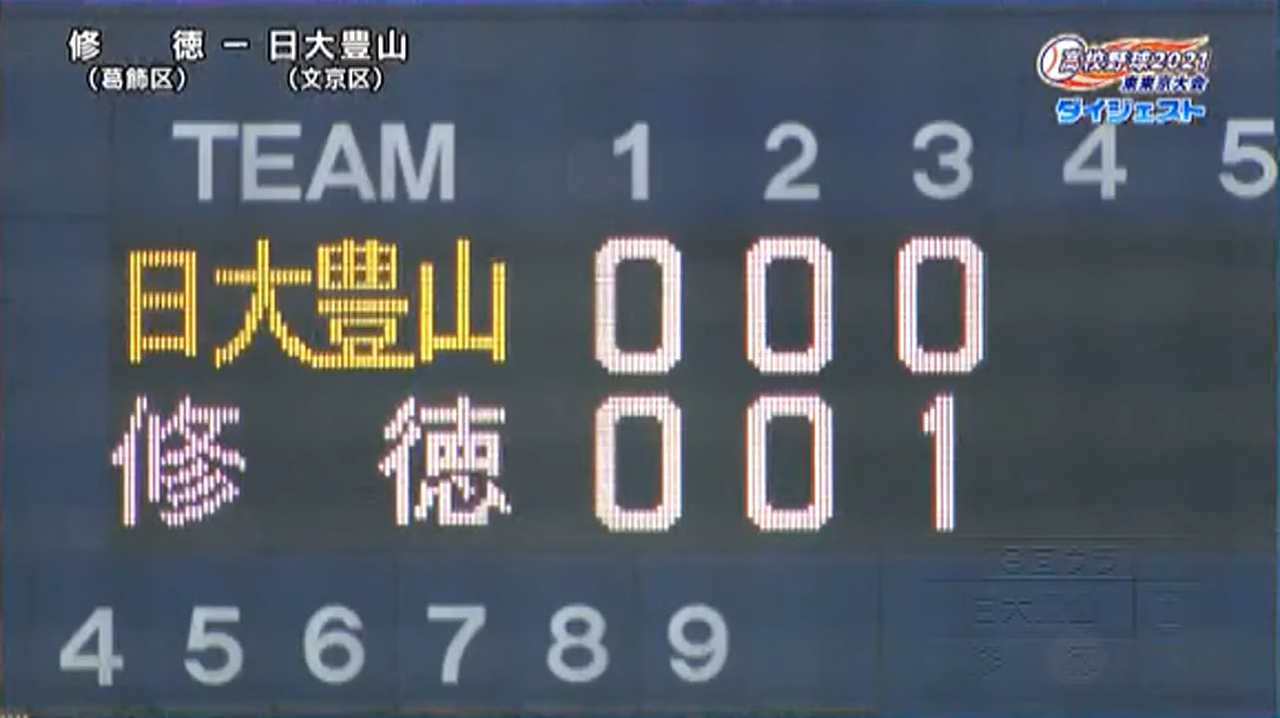 修 徳 − 日大豊山
(葛飾区) (文京区)
高校野球2021
東東京大会
ダイジェスト
TEAM 1 2 3 4 5
日大豊山 0 0 0
修 徳 0 0 1
4 5 6 7 8 9